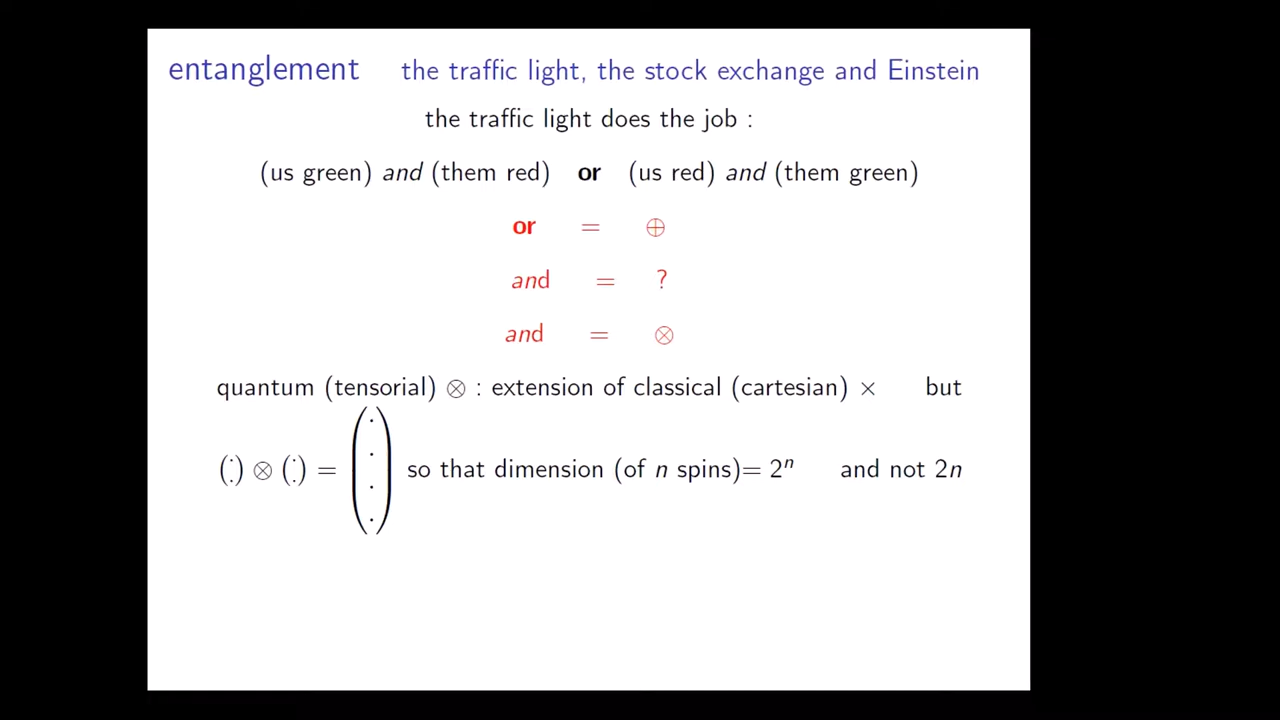 entanglement the traffic light, the stock exchange and Einstein
the traffic light does the job :
(us green) and (them red) or (us red) and (them green)
or = ⊕
and = ?
and = ⊗
quantum (tensorial) ⊗ : extension of classical (cartesian) × but
(:) ⊗ (:) = (⋮) so that dimension (of n spins)= 2ⁿ and not 2n